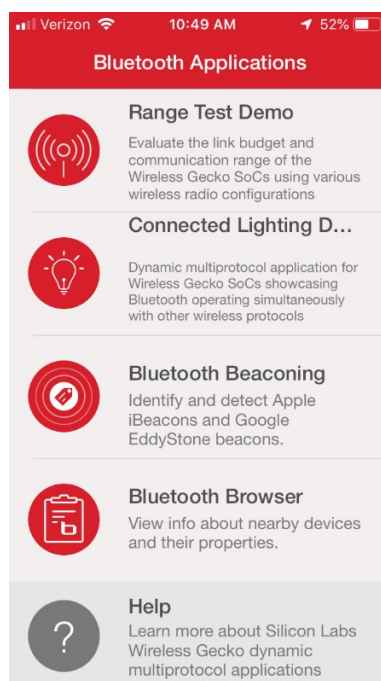 Verizon 10:49 AM 52%
Bluetooth Applications
Range Test Demo
Evaluate the link budget and
communication range of the
Wireless Gecko SoCs using various
wireless radio configurations
Connected Lighting D...
Dynamic multiprotocol application for
Wireless Gecko SoCs showcasing
Bluetooth operating simultaneously
with other wireless protocols
Bluetooth Beaconing
Identify and detect Apple
iBeacons and Google
EddyStone beacons.
Bluetooth Browser
View info about nearby devices
and their properties.
?
Help
Learn more about Silicon Labs
Wireless Gecko dynamic
multiprotocol applications